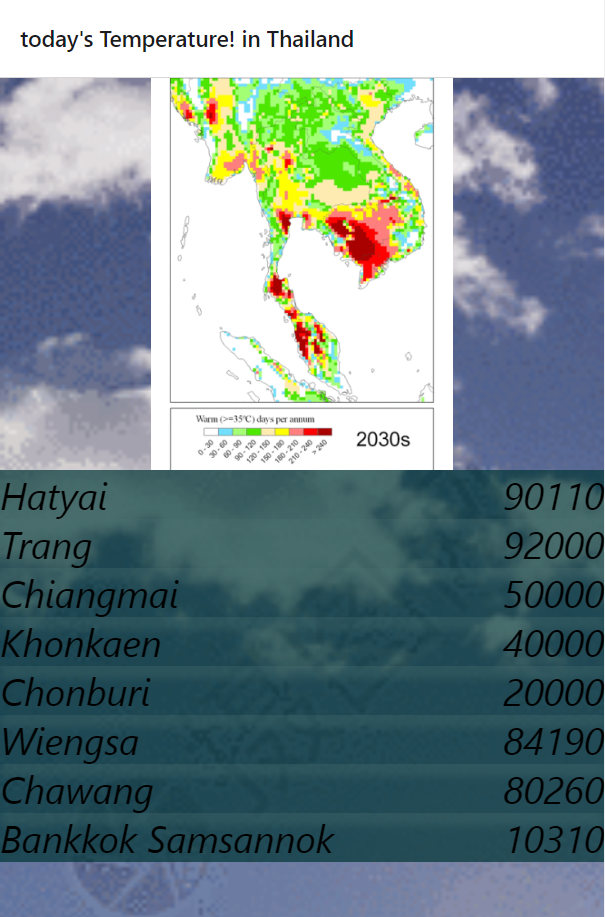 today's Temperature! in Thailand
Warm (>=35°C) days per annum
0-30 30-60 60-90 90-120 120-150 150-180 180-210 210-240 >240
2030s
Hatyai 90110
Trang 92000
Chiangmai 50000
Khonkaen 40000
Chonburi 20000
Wiengsa 84190
Chawang 80260
Bankkok Samsannok 10310